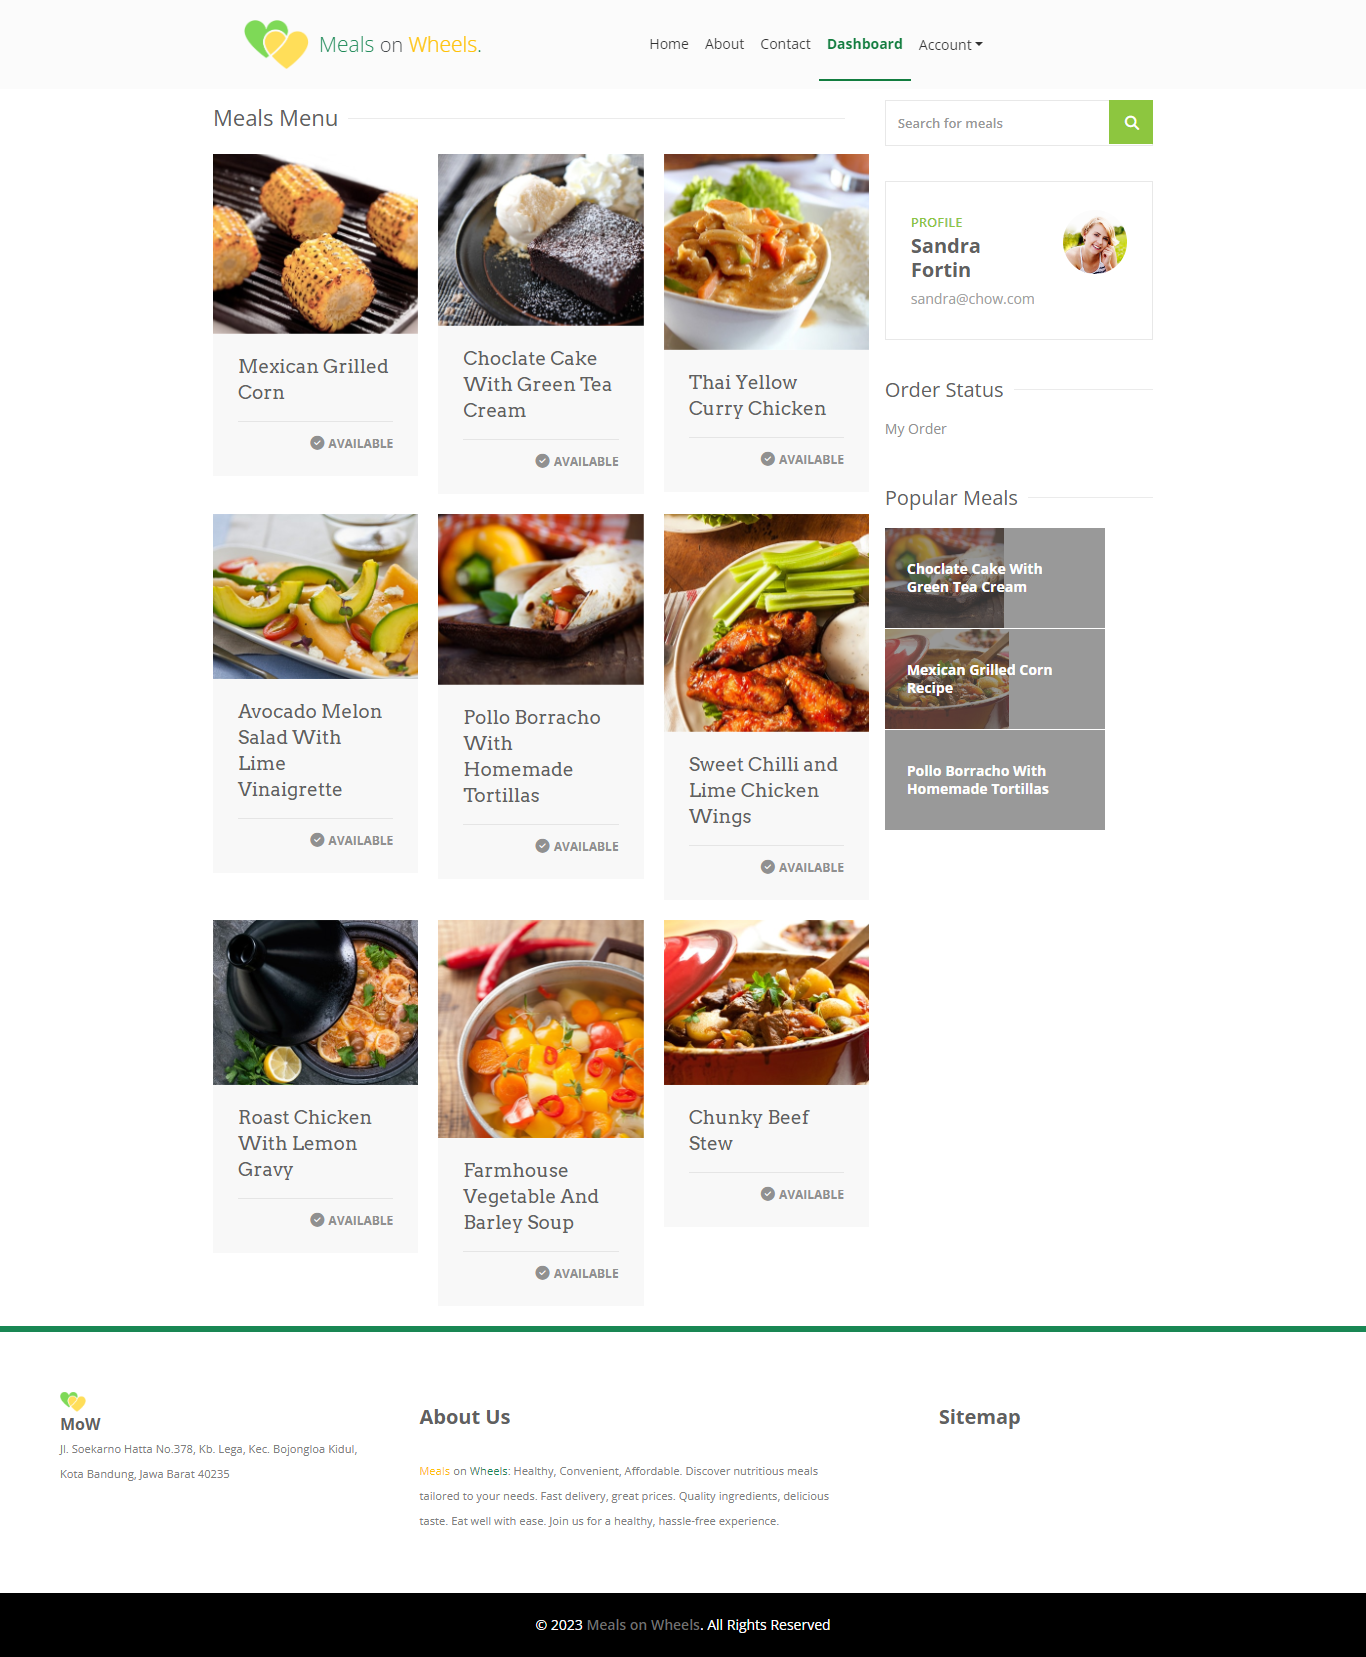 Meals on Wheels.
Home
About
Contact
Dashboard
Account
Meals Menu
Search for meals
Mexican Grilled
Corn
AVAILABLE
Choclate Cake
With Green Tea
Cream
AVAILABLE
Thai Yellow
Curry Chicken
AVAILABLE
Avocado Melon
Salad With
Lime
Vinaigrette
AVAILABLE
Pollo Borracho
With
Homemade
Tortillas
AVAILABLE
Sweet Chilli and
Lime Chicken
Wings
AVAILABLE
Roast Chicken
With Lemon
Gravy
AVAILABLE
Farmhouse
Vegetable And
Barley Soup
AVAILABLE
Chunky Beef
Stew
AVAILABLE
PROFILE
Sandra
Fortin
sandra@chow.com
Order Status
My Order
Popular Meals
Choclate Cake With
Green Tea Cream
Mexican Grilled Corn
Recipe
Pollo Borracho With
Homemade Tortillas
MoW
Jl. Soekarno Hatta No.378, Kb. Lega, Kec. Bojongloa Kidul,
Kota Bandung, Jawa Barat 40235
About Us
Meals on Wheels: Healthy, Convenient, Affordable. Discover nutritious meals
tailored to your needs. Fast delivery, great prices. Quality ingredients, delicious
taste. Eat well with ease. Join us for a healthy, hassle-free experience.
Sitemap
© 2023 Meals on Wheels. All Rights Reserved